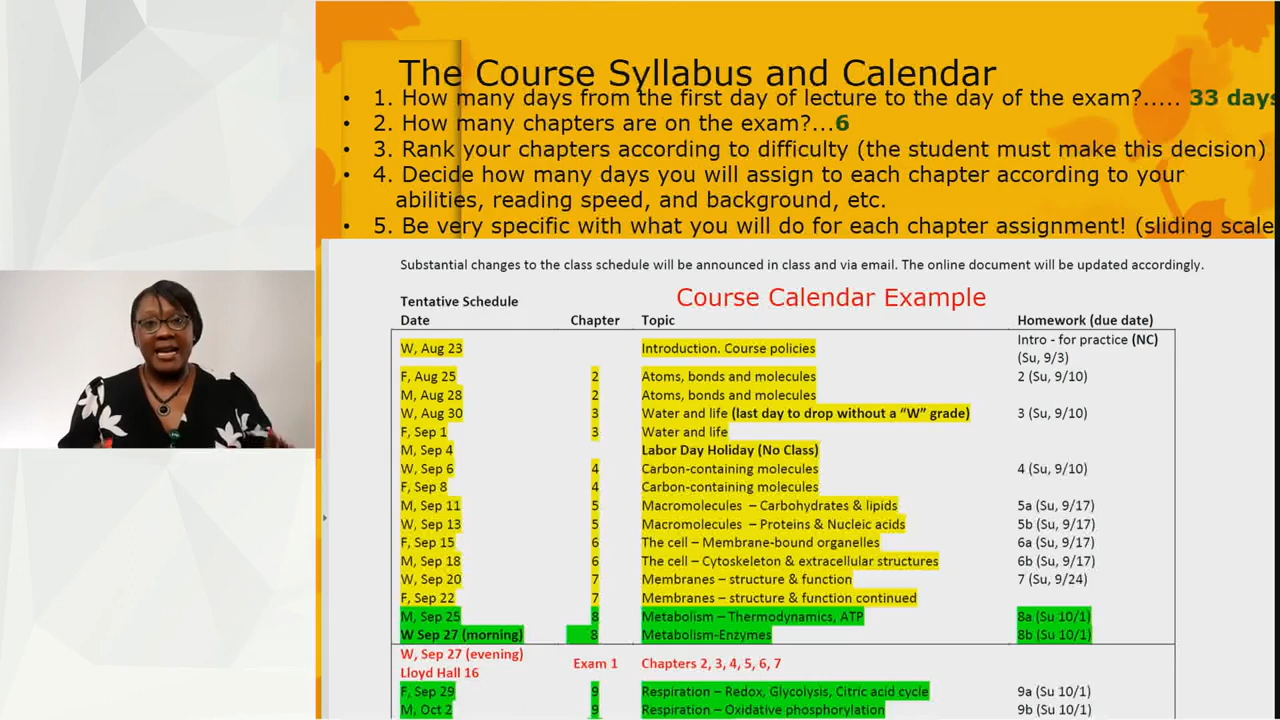 The Course Syllabus and Calendar
• 1. How many days from the first day of lecture to the day of the exam?..... 33 days
• 2. How many chapters are on the exam?...6
• 3. Rank your chapters according to difficulty (the student must make this decision)
• 4. Decide how many days you will assign to each chapter according to your
abilities, reading speed, and background, etc.
• 5. Be very specific with what you will do for each chapter assignment! (sliding scale
Substantial changes to the class schedule will be announced in class and via email. The online document will be updated accordingly.
Course Calendar Example
Tentative Schedule
Date Chapter Topic Homework (due date)
W, Aug 23 Introduction. Course policies Intro - for practice (NC)
(Su, 9/3)
F, Aug 25 2 Atoms, bonds and molecules 2 (Su, 9/10)
M, Aug 28 2 Atoms, bonds and molecules
W, Aug 30 3 Water and life (last day to drop without a “W” grade) 3 (Su, 9/10)
F, Sep 1 3 Water and life
M, Sep 4 Labor Day Holiday (No Class)
W, Sep 6 4 Carbon-containing molecules 4 (Su, 9/10)
F, Sep 8 4 Carbon-containing molecules
M, Sep 11 5 Macromolecules – Carbohydrates & lipids 5a (Su, 9/17)
W, Sep 13 5 Macromolecules – Proteins & Nucleic acids 5b (Su, 9/17)
F, Sep 15 6 The cell – Membrane-bound organelles 6a (Su, 9/17)
M, Sep 18 6 The cell – Cytoskeleton & extracellular structures 6b (Su, 9/17)
W, Sep 20 7 Membranes – structure & function 7 (Su, 9/24)
F, Sep 22 7 Membranes – structure & function continued
M, Sep 25 8 Metabolism – Thermodynamics, ATP 8a (Su 10/1)
W Sep 27 (morning) 8 Metabolism-Enzymes 8b (Su 10/1)
W, Sep 27 (evening)
Lloyd Hall 16 Exam 1 Chapters 2, 3, 4, 5, 6, 7
F, Sep 29 9 Respiration – Redox, Glycolysis, Citric acid cycle 9a (Su 10/1)
M, Oct 2 9 Respiration – Oxidative phosphorylation 9b (Su 10/1)